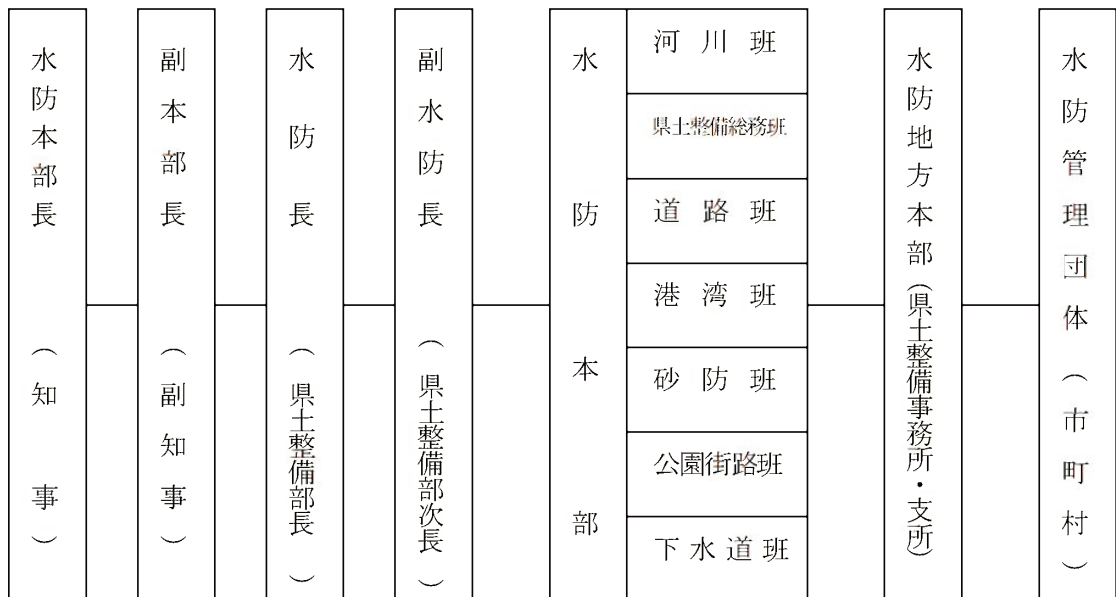 水防本部長（知事）
副本部長（副知事）
水防長（県土整備部長）
副水防長（県土整備部次長）
水防本部
河川班
県土整備総務班
道路班
港湾班
砂防班
公園街路班
下水道班
水防地方本部（県土整備事務所・支所）
水防管理団体（市町村）